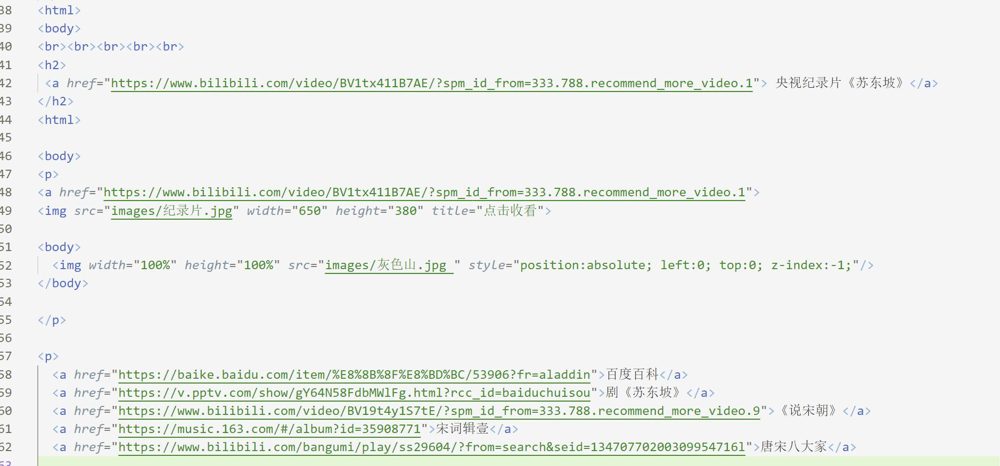 38 <html>
39 <body>
40 <br><br><br><br><br>
41 <h2>
42 <a href="https://www.bilibili.com/video/BV1tx411B7AE/?spm_id_from=333.788.recommend_more_video.1"> 央视纪录片《苏东坡》</a>
43 </h2>
44 <html>
45
46 <body>
47 <p>
48 <a href="https://www.bilibili.com/video/BV1tx411B7AE/?spm_id_from=333.788.recommend_more_video.1">
49 <img src="images/纪录片.jpg" width="650" height="380" title="点击收看">
50
51 <body>
52 <img width="100%" height="100%" src="images/灰色山.jpg " style="position:absolute; left:0; top:0; z-index:-1;"/>
53 </body>
54
55 </p>
56
57 <p>
58 <a href="https://baike.baidu.com/item/%E8%8B%8F%E8%BD%BC/53906?fr=aladdin">百度百科</a>
59 <a href="https://v.pptv.com/show/gY64N58FdbMWlFg.html?rcc_id=baiduchuisou">剧《苏东坡》</a>
60 <a href="https://www.bilibili.com/video/BV19t4y1S7tE/?spm_id_from=333.788.recommend_more_video.9">《说宋朝》</a>
61 <a href="https://music.163.com/#/album?id=35908771">宋词辑壹</a>
62 <a href="https://www.bilibili.com/bangumi/play/ss29604/?from=search&seid=13470770200309954716l">唐宋八大家</a>
63